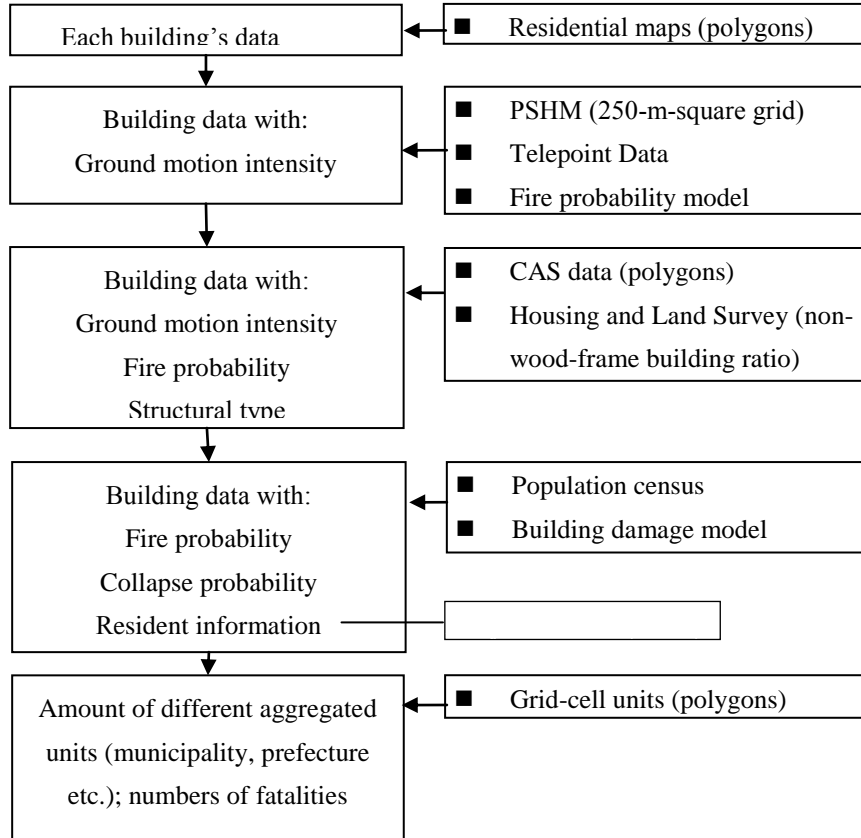 Each building's data
■ Residential maps (polygons)
Building data with:
Ground motion intensity
■ PSHM (250-m-square grid)
■ Telepoint Data
■ Fire probability model
Building data with:
Ground motion intensity
Fire probability
Structural type
■ CAS data (polygons)
■ Housing and Land Survey (non-
wood-frame building ratio)
Building data with:
Fire probability
Collapse probability
Resident information
■ Population census
■ Building damage model
Amount of different aggregated
units (municipality, prefecture
etc.); numbers of fatalities
■ Grid-cell units (polygons)